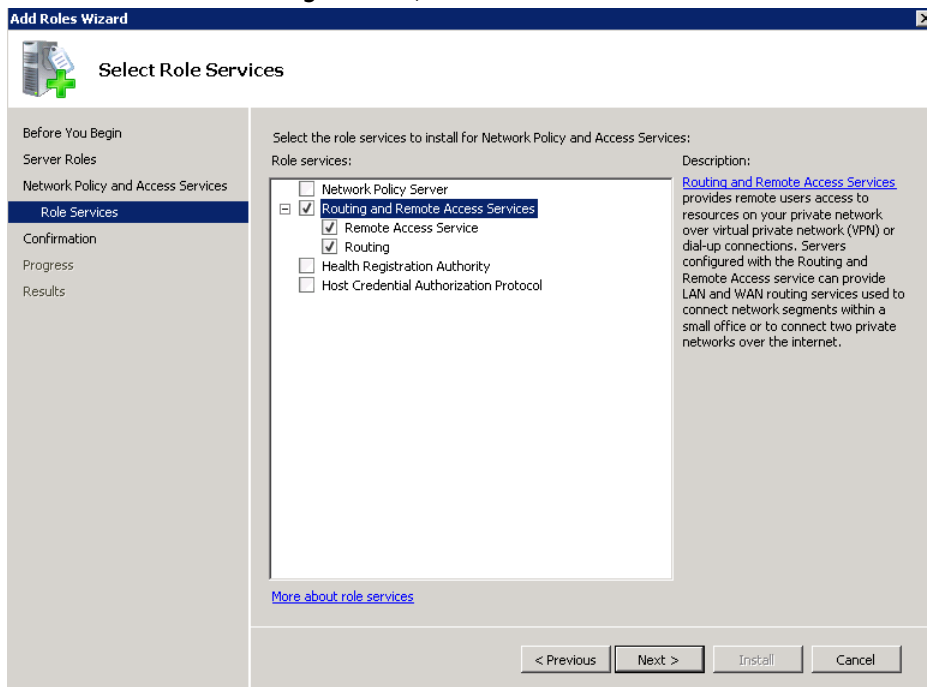 Add Roles Wizard
Select Role Services
Before You Begin
Server Roles
Network Policy and Access Services
Role Services
Confirmation
Progress
Results
Select the role services to install for Network Policy and Access Services:
Role services:
Network Policy Server
Routing and Remote Access Services
Remote Access Service
Routing
Health Registration Authority
Host Credential Authorization Protocol
More about role services
Description:
Routing and Remote Access Services
provides remote users access to
resources on your private network
over virtual private network (VPN) or
dial-up connections. Servers
configured with the Routing and
Remote Access service can provide
LAN and WAN routing services used to
connect network segments within a
small office or to connect two private
networks over the internet.
< Previous
Next >
Install
Cancel